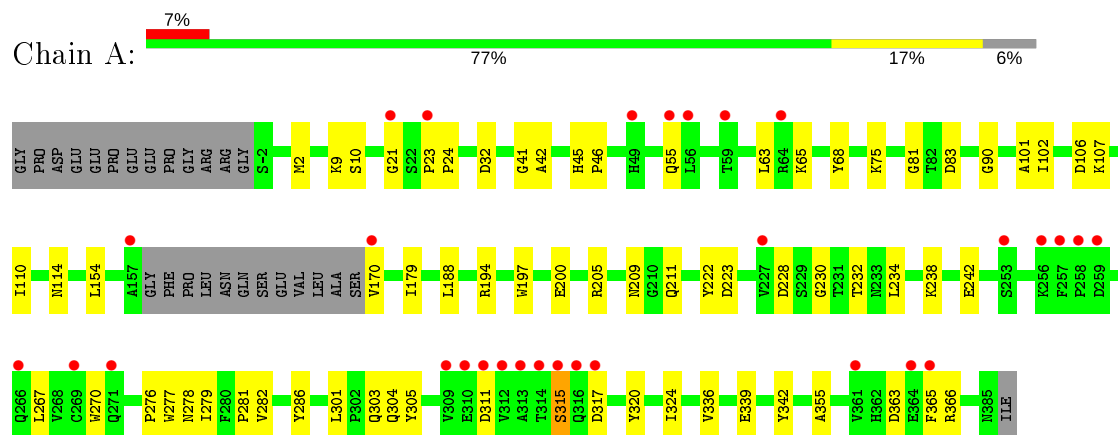 7%
Chain A:
77% 17% 6%
GLY PRO ASP GLU GLU PRO GLU GLU PRO GLY ARG ARG GLY S-2 M2 K9 S10 G21 S22 P23 P24 D32 G41 A42 H45 P46 H49 Q55 L56 T59 L63 R64 K65 Y68 K75 G81 T82 D83 G90 A101 I102 D106 K107
I110 N114 L154 A157 GLY PHE PRO LEU ASN GLN SER GLU VAL LEU ALA SER V170 I179 L188 R194 W197 E200 R205 N209 G210 Q211 Y222 D223 V227 D228 S229 G230 T231 T232 N233 L234 K238 E242 S253 K256 F257 P258 D259
Q266 L267 V268 C269 W270 Q271 P276 W277 N278 I279 F280 P281 V282 Y286 L301 P302 Q303 Q304 Y305 V309 E310 D311 V312 A313 T314 S315 Q316 D317 Y320 I324 V336 E339 Y342 A355 V361 H362 D363 E364 F365 R366 N385 ILE